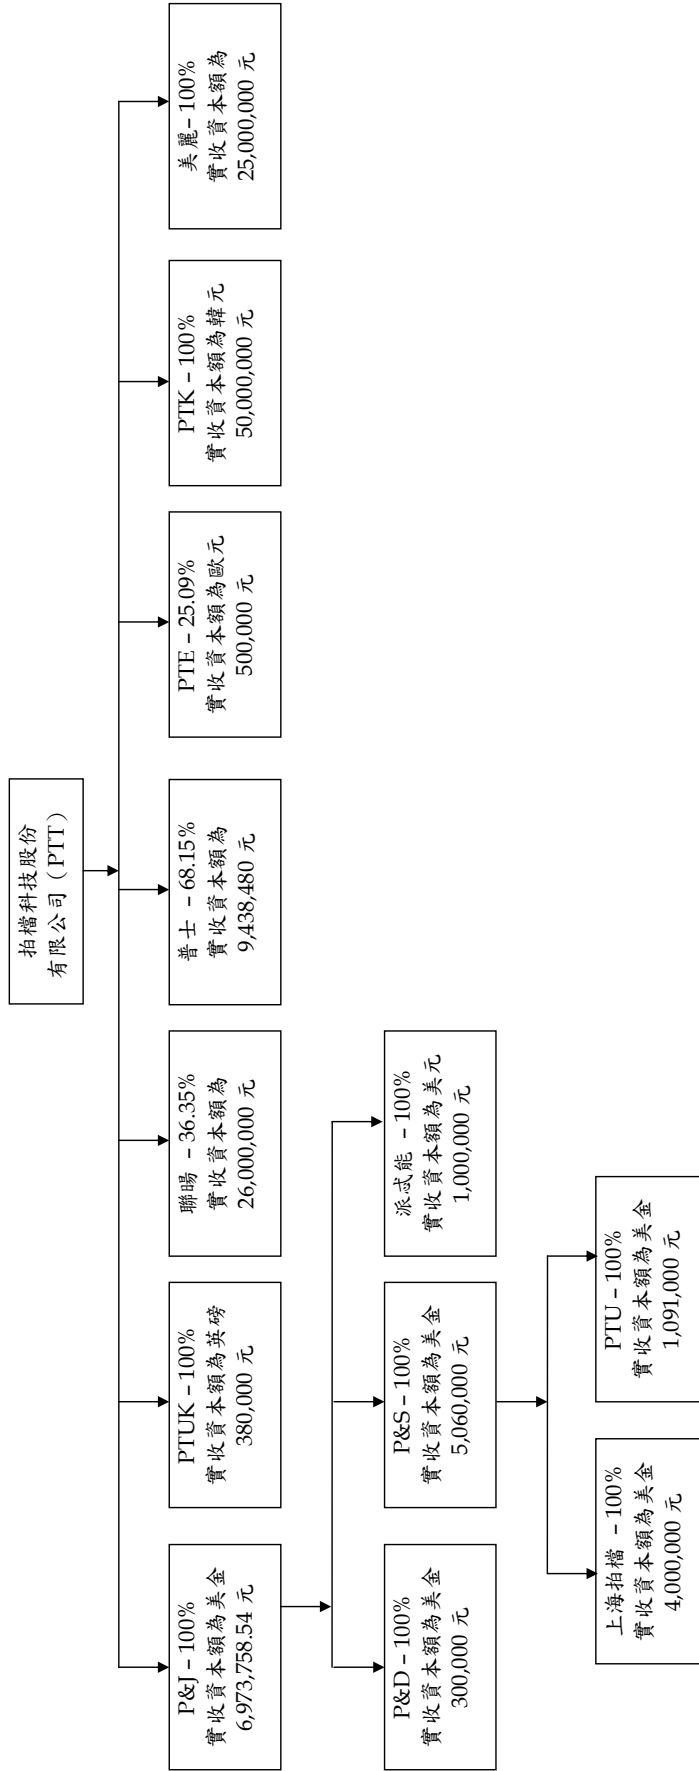 拍檔科技股份
有限公司（PTT）
P&J－100%
實收資本額為美金
6,973,758.54 元
PTUK－100%
實收資本額為英磅
380,000 元
聯暘－36.35%
實收資本額為
26,000,000 元
普士－68.15%
實收資本額為
9,438,480 元
PTE－25.09%
實收資本額為歐元
500,000 元
PTK－100%
實收資本額為韓元
50,000,000 元
美麗－100%
實收資本額為
25,000,000 元
P&D－100%
實收資本額為美金
300,000 元
P&S－100%
實收資本額為美金
5,060,000 元
派忒能－100%
實收資本額為美元
1,000,000 元
上海拍檔－100%
實收資本額為美金
4,000,000 元
PTU－100%
實收資本額為美金
1,091,000 元